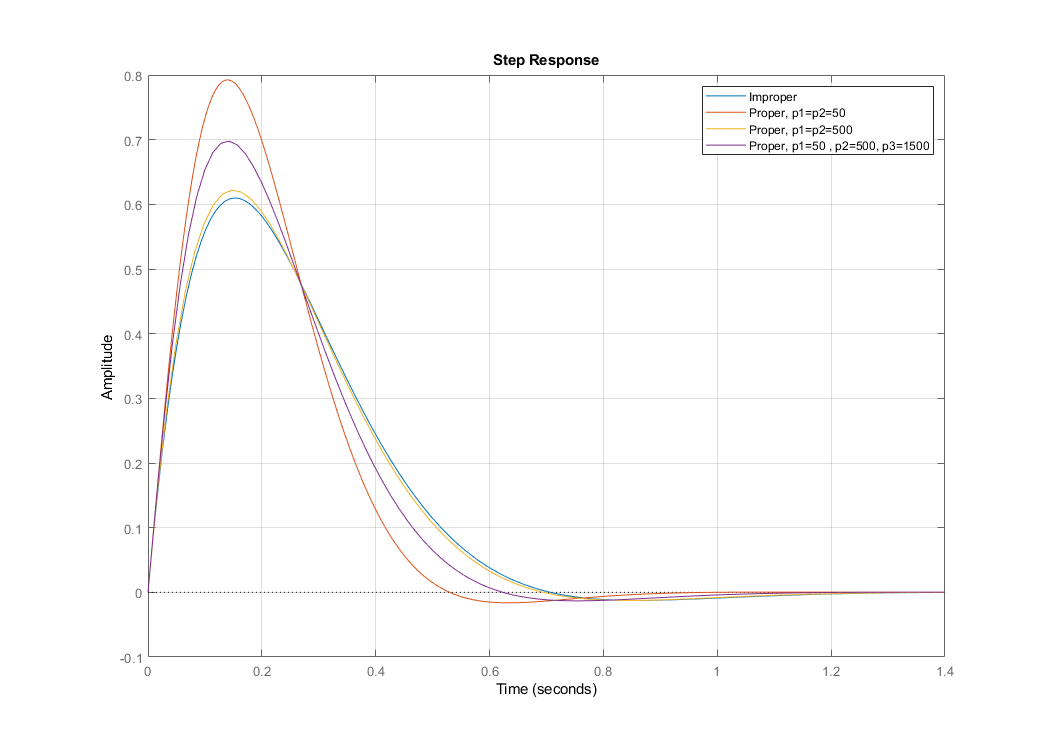 Step Response
Improper
Proper, p1=p2=50
Proper, p1=p2=500
Proper, p1=50 , p2=500, p3=1500
0.8
0.7
0.6
0.5
0.4
0.3
0.2
0.1
0
-0.1
Amplitude
0 0.2 0.4 0.6 0.8 1 1.2 1.4
Time (seconds)